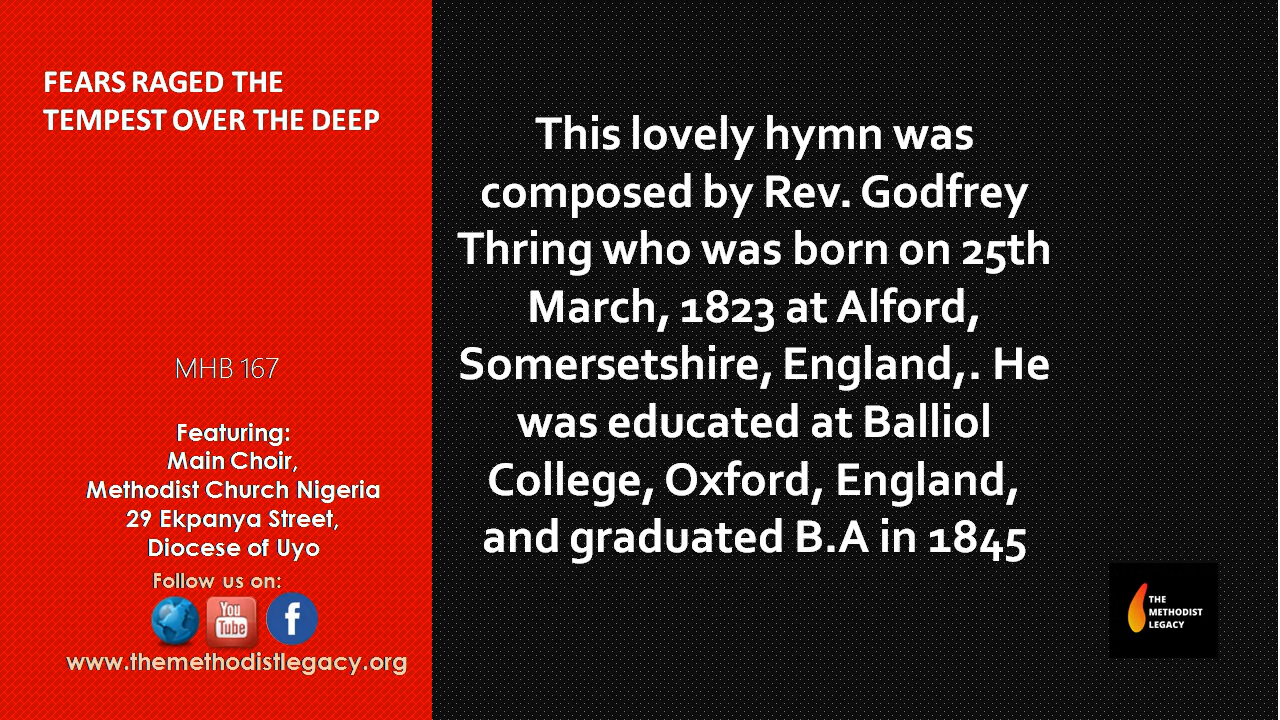 FEARS RAGED THE
TEMPEST OVER THE DEEP
MHB 167
Featuring:
Main Choir,
Methodist Church Nigeria
29 Ekpanya Street,
Diocese of Uyo
Follow us on:
You
Tube
f
www.themethodistlegacy.org
This lovely hymn was
composed by Rev. Godfrey
Thring who was born on 25th
March, 1823 at Alford,
Somersetshire, England,. He
was educated at Balliol
College, Oxford, England,
and graduated B.A in 1845
THE
METHODIST
LEGACY